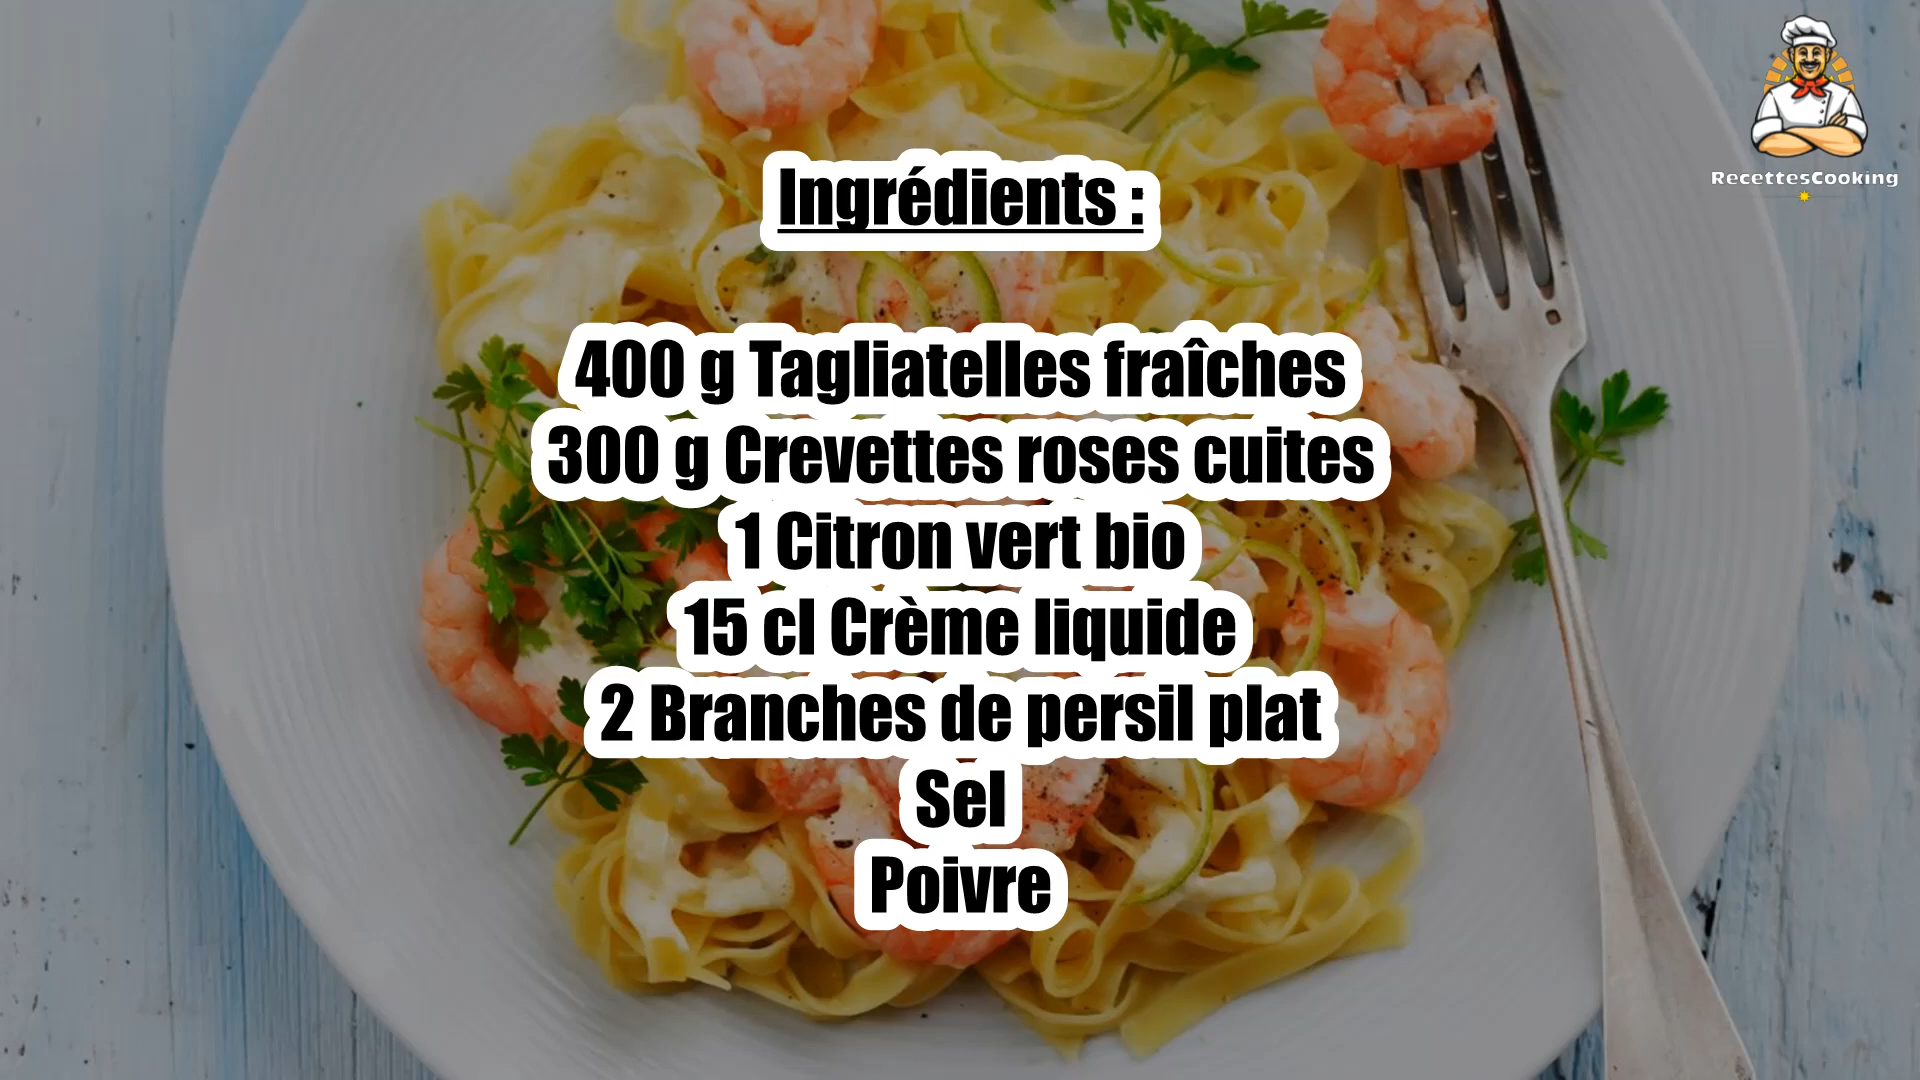 RecettesCooking
Ingrédients :
400 g Tagliatelles fraîches
300 g Crevettes roses cuites
1 Citron vert bio
15 cl Crème liquide
2 Branches de persil plat
Sel
Poivre